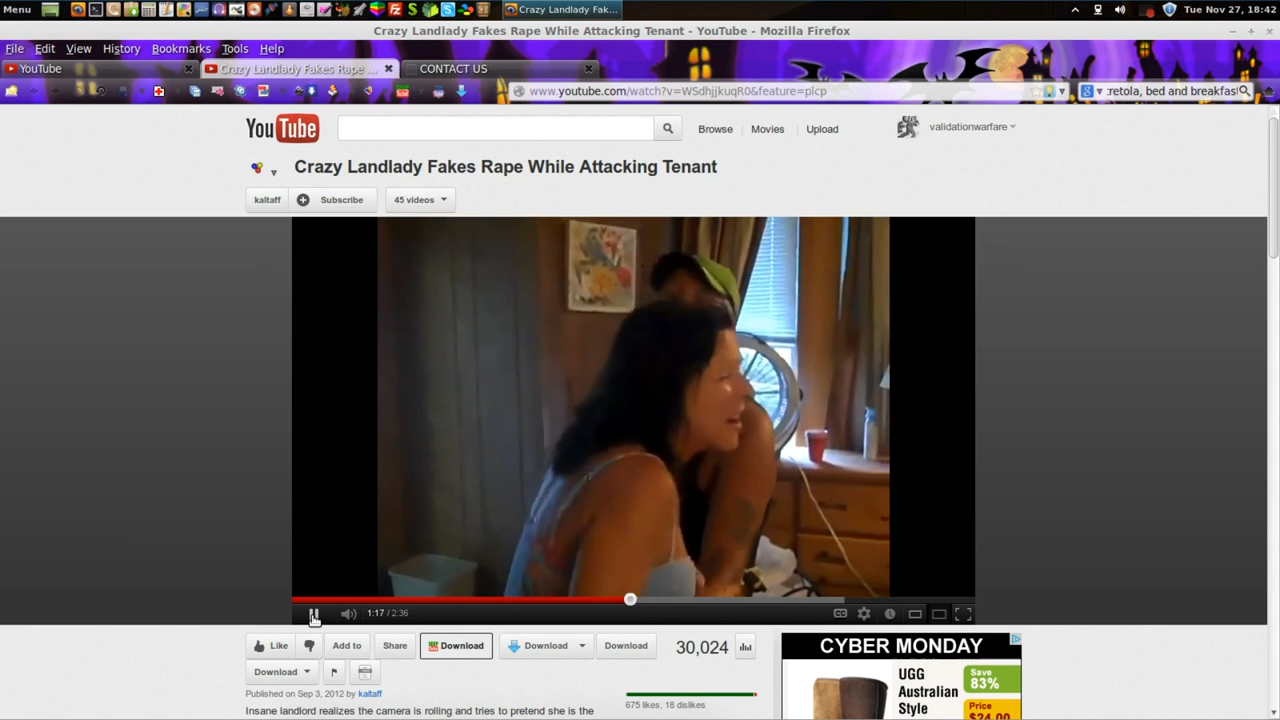 Menu
Crazy Landlady Fak...
Tue Nov 27, 18:42
Crazy Landlady Fakes Rape While Attacking Tenant - YouTube - Mozilla Firefox
File Edit View History Bookmarks Tools Help
YouTube
Crazy Landlady Fakes Rape ...
CONTACT US
www.youtube.com/watch?v=WSdhjjkuqR0&feature=plcp
:retola, bed and breakfast
YouTube
Browse Movies Upload
validationwarfare
Crazy Landlady Fakes Rape While Attacking Tenant
kaltaff
Subscribe
45 videos
1:17 / 2:36
CC
Like
Add to
Share
Download
Download
Download
30,024
Download
Published on Sep 3, 2012 by kaltaff
675 likes, 18 dislikes
Insane landlord realizes the camera is rolling and tries to pretend she is the
CYBER MONDAY
UGG
Australian
Style
Save
83%
Price
$24.00